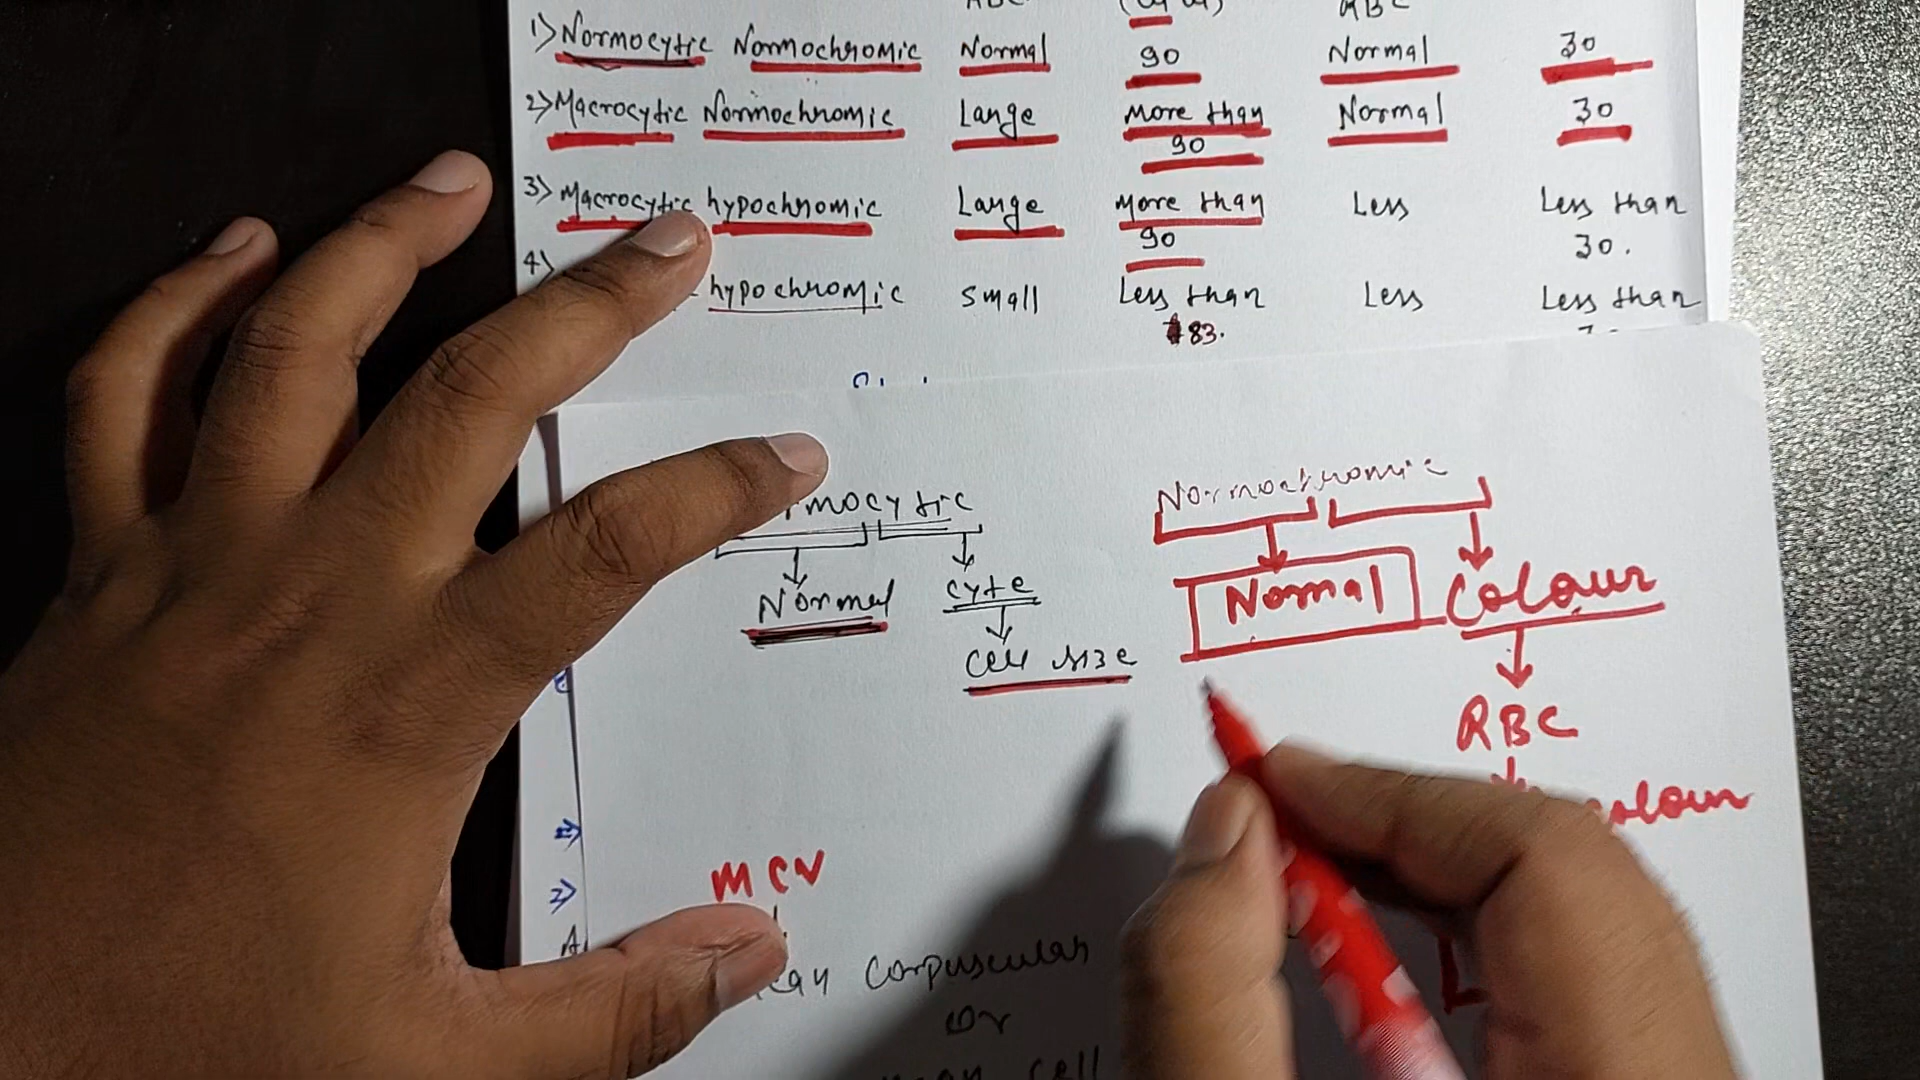 1) Normocytic Normochromic Normal 90 Normal 30
2) Macrocytic Normochromic Large More than 90 Normal 30
3) Macrocytic hypochromic Large More than 90 Less Less than 30.
4) hypochromic small Less than 83. Less Less than
mocytic Normochromic
Normal cyte Normal Colour
Cell size
RBC
colour
MCV
Corpuscular
or
cell